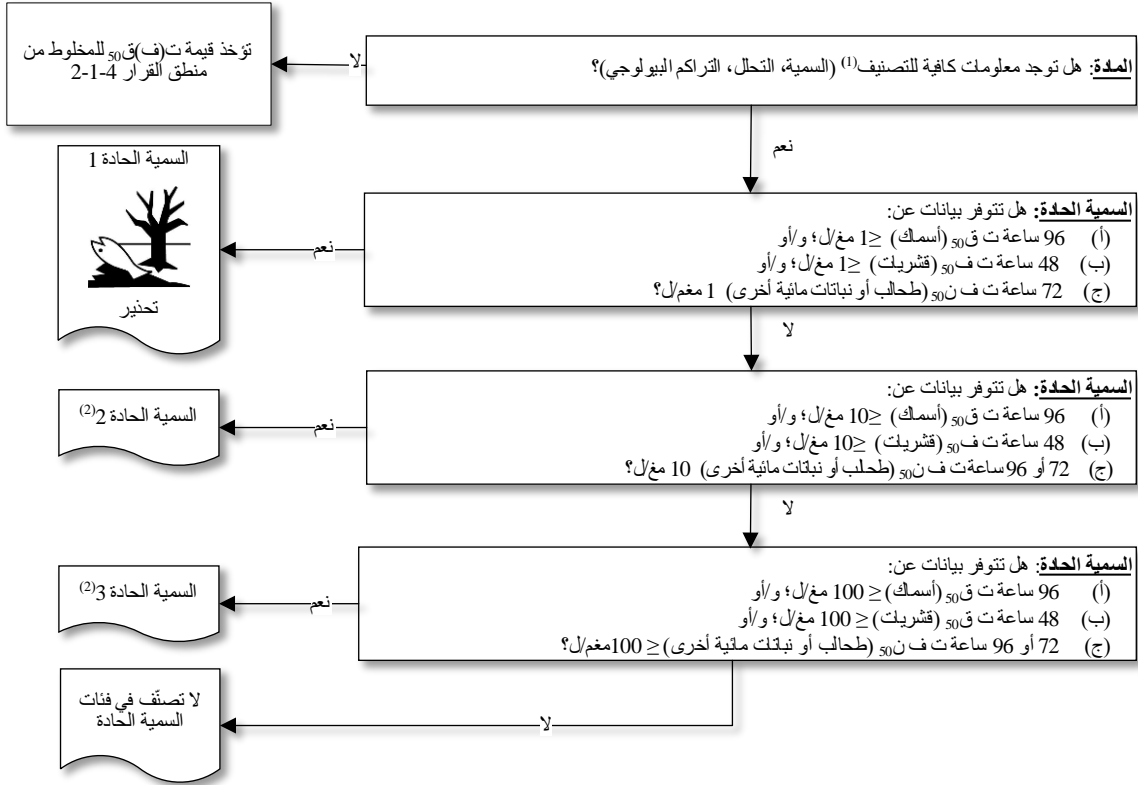 المادة: هل توجد معلومات كافية للتصنيف(1) (السمية، التحلل، التراكم البيولوجي)؟
لا
تؤخذ قيمة ت(ف)ق50 للمخلوط من
منطق القرار 4-1-2
نعم
السمية الحادة: هل تتوفر بيانات عن:
(أ) 96 ساعة ت ق50 (أسماك) ≤1 مغ/ل؛ و/أو
(ب) 48 ساعة ت ف50 (قشريات) ≤1 مغ/ل؛ و/أو
(ج) 72 ساعة ت ف ن50 (طحالب أو نباتات مائية أخرى) 1 مغم/ل؟
نعم
السمية الحادة 1
تحذير
لا
السمية الحادة: هل تتوفر بيانات عن:
(أ) 96 ساعة ت ق50 (أسماك) ≤10 مغ/ل؛ و/أو
(ب) 48 ساعة ت ف50 (قشريات) ≤10 مغ/ل؛ و/أو
(ج) 72 أو 96 ساعة ت ف ن50 (طحلب أو نباتات مائية أخرى) 10 مغ/ل؟
نعم
السمية الحادة 2(2)
لا
السمية الحادة: هل تتوفر بيانات عن:
(أ) 96 ساعة ت ق50 (أسماك) ≤ 100 مغ/ل؛ و/أو
(ب) 48 ساعة ت ق50 (قشريات) ≤ 100 مغ/ل؛ و/أو
(ج) 72 أو 96 ساعة ت ف ن50 (طحالب أو نباتات مائية أخرى) ≤ 100مغم/ل؟
نعم
السمية الحادة 3(2)
لا
لا تصنّف في فئات
السمية الحادة